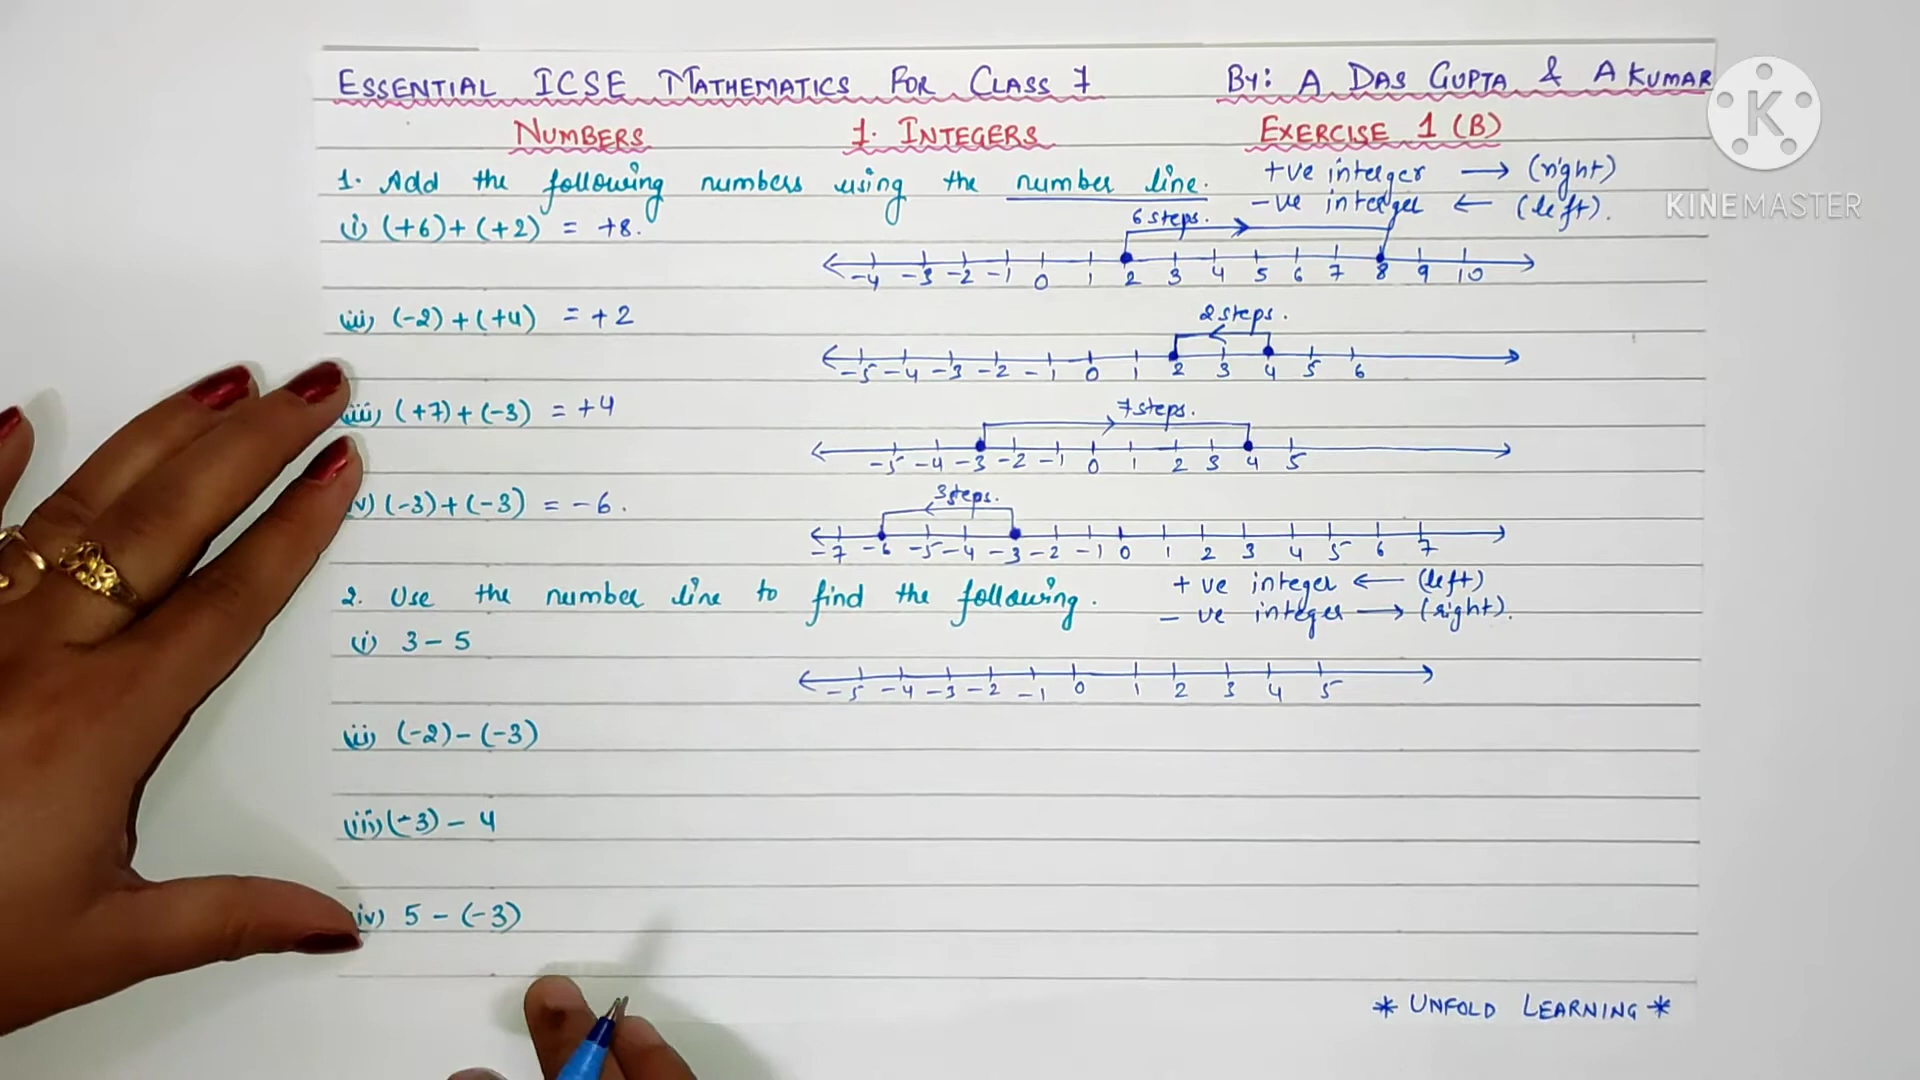 ESSENTIAL ICSE MATHEMATICS FOR CLASS 7 BY: A DAS GUPTA & A KUMAR
NUMBERS 1. INTEGERS EXERCISE 1 (B)
1. Add the following numbers using the number line. +ve interger → (right)
-ve interger ← (left).
(i) (+6)+(+2) = +8. 6 steps.
-4 -3 -2 -1 0 1 2 3 4 5 6 7 8 9 10
(ii) (-2)+(+4) = +2 2 steps.
-5 -4 -3 -2 -1 0 1 2 3 4 5 6
(iii) (+7)+(-3) = +4 7 steps.
-5 -4 -3 -2 -1 0 1 2 3 4 5
iv) (-3)+(-3) = -6. 3 steps.
-7 -6 -5 -4 -3 -2 -1 0 1 2 3 4 5 6 7
2. Use the number line to find the following. +ve integer ← (left)
- ve integer → (right).
(i) 3-5
-5 -4 -3 -2 -1 0 1 2 3 4 5
(ii) (-2)-(-3)
(iii) (-3) - 4
iv) 5-(-3)
* UNFOLD LEARNING *
K
KINEMASTER